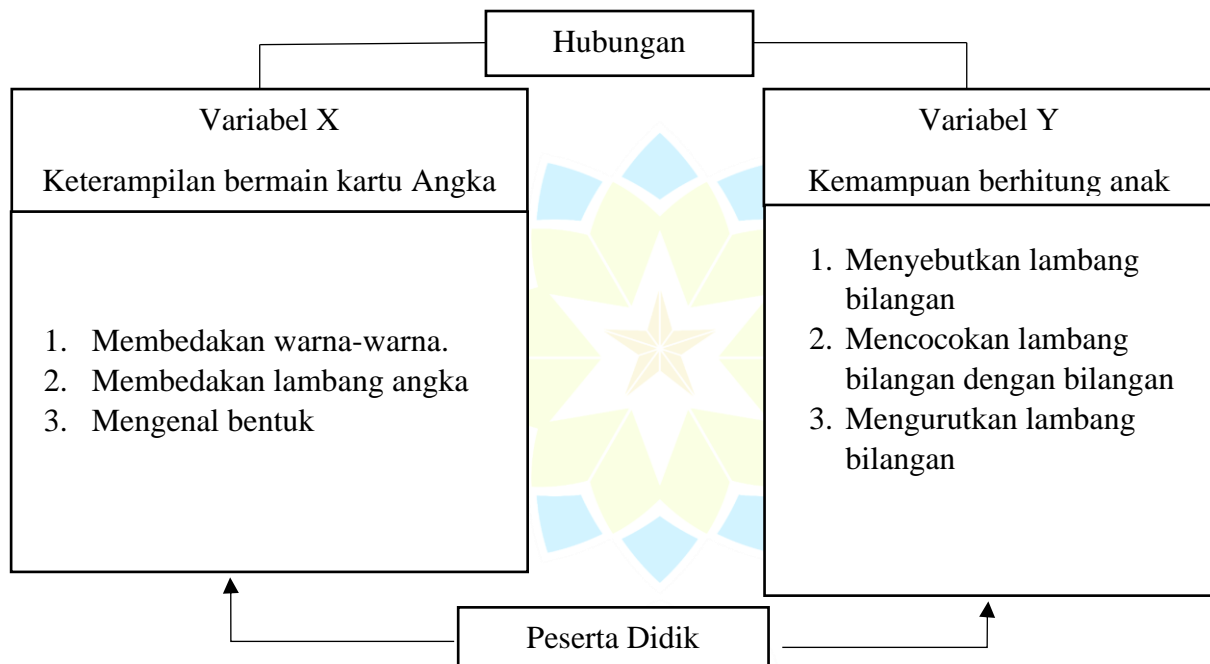 Hubungan
Variabel X
Keterampilan bermain kartu Angka
1. Membedakan warna-warna.
2. Membedakan lambang angka
3. Mengenal bentuk
Variabel Y
Kemampuan berhitung anak
1. Menyebutkan lambang
bilangan
2. Mencocokan lambang
bilangan dengan bilangan
3. Mengurutkan lambang
bilangan
Peserta Didik